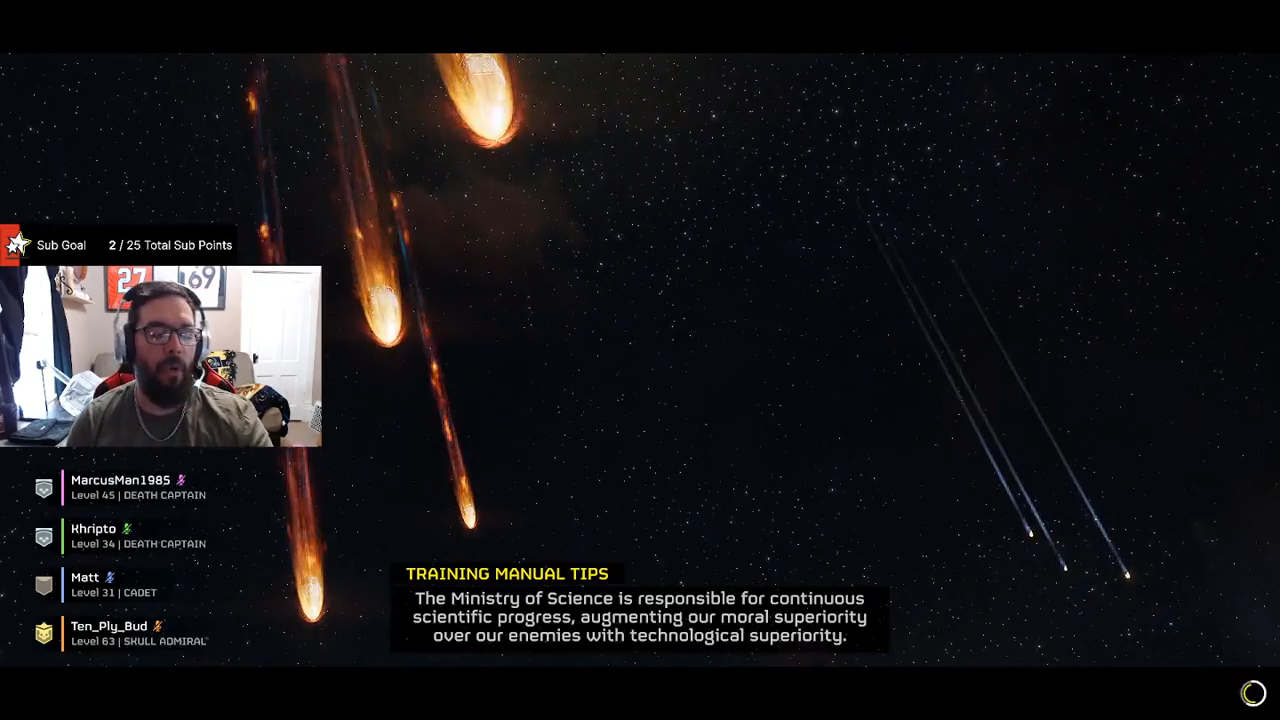 Sub Goal 2 / 25 Total Sub Points
27
69
MarcusMan1985
Level 45 | DEATH CAPTAIN
Khripto
Level 34 | DEATH CAPTAIN
Matt
Level 31 | CADET
Ten_Ply_Bud
Level 63 | SKULL ADMIRAL
TRAINING MANUAL TIPS
The Ministry of Science is responsible for continuous
scientific progress, augmenting our moral superiority
over our enemies with technological superiority.